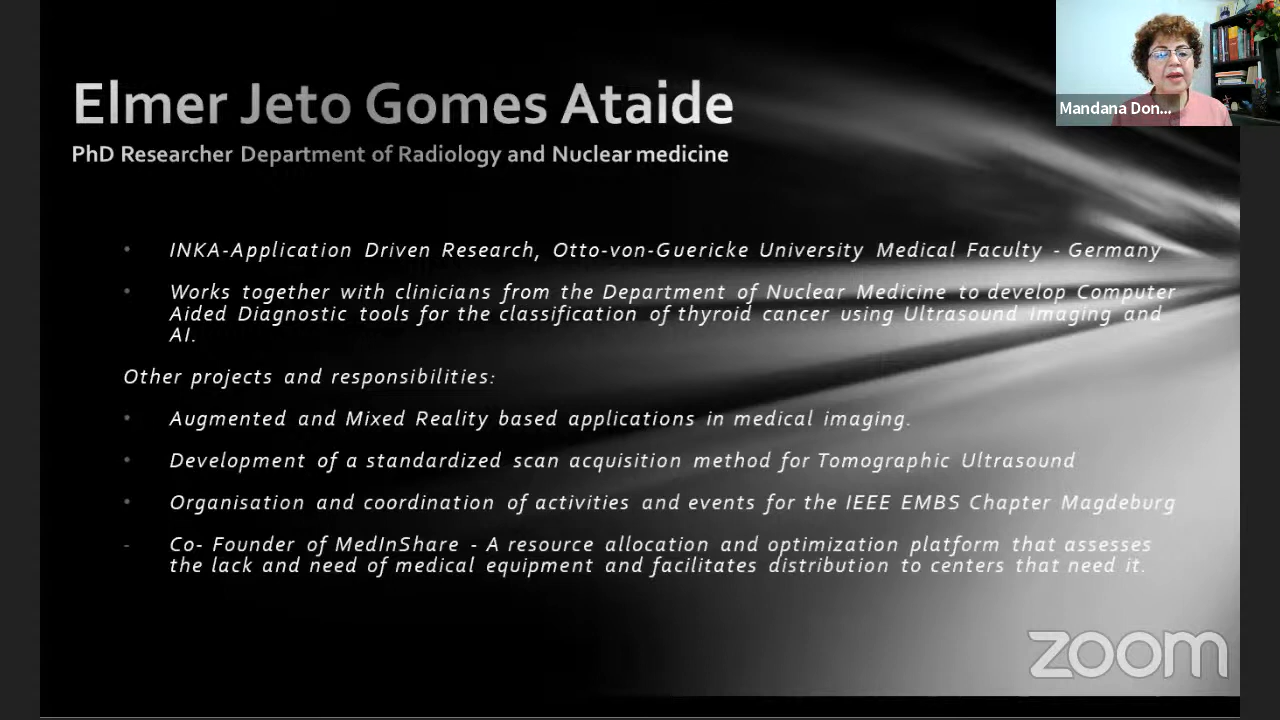 Elmer Jeto Gomes Ataide
Mandana Don...
PhD Researcher Department of Radiology and Nuclear medicine
• INKA-Application Driven Research, Otto-von-Guericke University Medical Faculty - Germany
• Works together with clinicians from the Department of Nuclear Medicine to develop Computer
Aided Diagnostic tools for the classification of thyroid cancer using Ultrasound Imaging and
AI.
Other projects and responsibilities:
• Augmented and Mixed Reality based applications in medical imaging.
• Development of a standardized scan acquisition method for Tomographic Ultrasound
• Organisation and coordination of activities and events for the IEEE EMBS Chapter Magdeburg
- Co- Founder of MedInShare - A resource allocation and optimization platform that assesses
the lack and need of medical equipment and facilitates distribution to centers that need it.
zoom